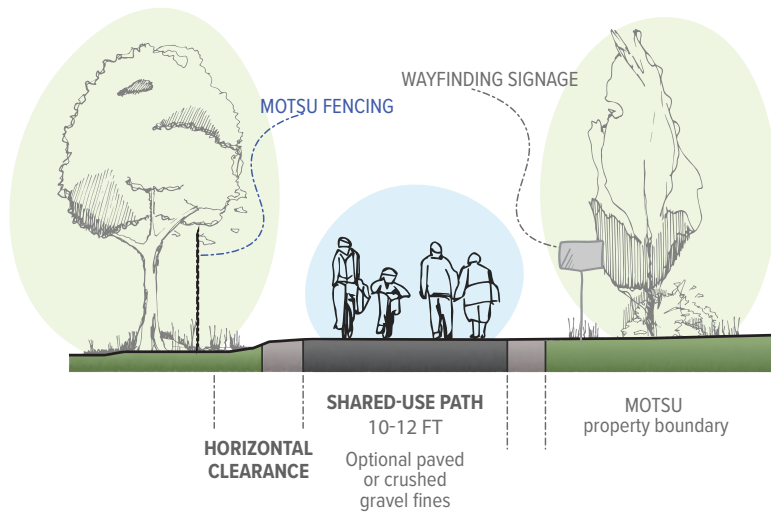 WAYFINDING SIGNAGE
MOTSU FENCING
SHARED-USE PATH
10-12 FT
Optional paved
or crushed
gravel fines
HORIZONTAL
CLEARANCE
MOTSU
property boundary